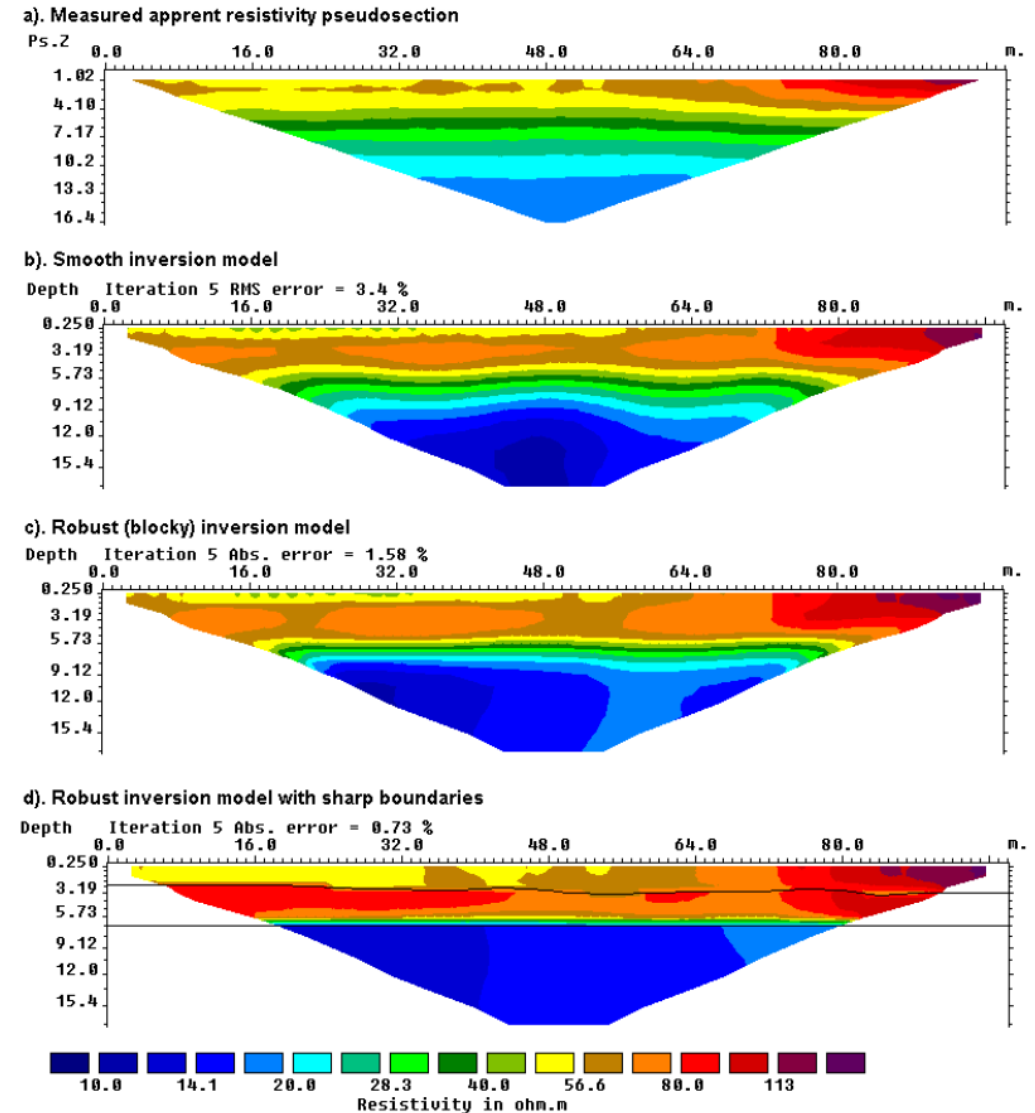 a). Measured apprent resistivity pseudosection
Ps.Z 0.0 16.0 32.0 48.0 64.0 80.0 m.
1.02
4.10
7.17
10.2
13.3
16.4
b). Smooth inversion model
Depth Iteration 5 RMS error = 3.4 %
0.0 16.0 32.0 48.0 64.0 80.0 m.
0.250
3.19
5.73
9.12
12.0
15.4
c). Robust (blocky) inversion model
Depth Iteration 5 Abs. error = 1.58 %
0.0 16.0 32.0 48.0 64.0 80.0 m.
0.250
3.19
5.73
9.12
12.0
15.4
d). Robust inversion model with sharp boundaries
Depth Iteration 5 Abs. error = 0.73 %
0.0 16.0 32.0 48.0 64.0 80.0 m.
0.250
3.19
5.73
9.12
12.0
15.4
10.0 14.1 20.0 28.3 40.0 56.6 80.0 113
Resistivity in ohm.m